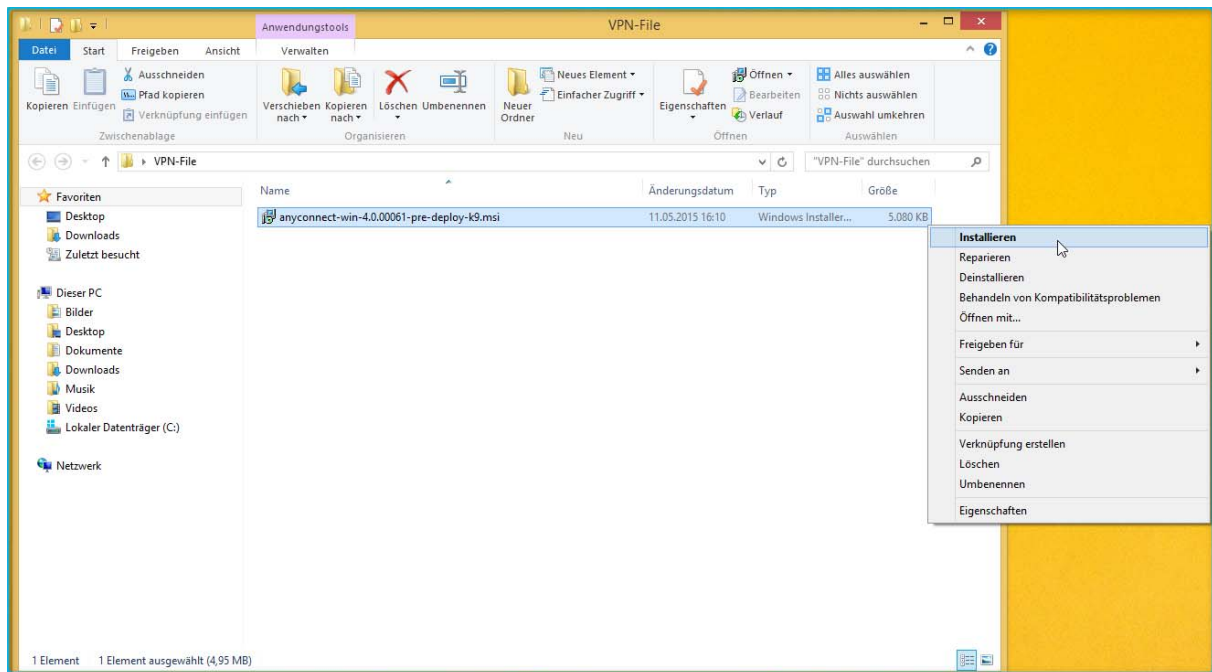 Anwendungstools
VPN-File
Datei Start Freigeben Ansicht Verwalten
Kopieren
Einfügen
Ausschneiden
Pfad kopieren
Verknüpfung einfügen
Zwischenablage
Verschieben nach
Kopieren nach
Löschen
Umbenennen
Organisieren
Neuer Ordner
Neues Element
Einfacher Zugriff
Neu
Eigenschaften
Öffnen
Bearbeiten
Verlauf
Öffnen
Alles auswählen
Nichts auswählen
Auswahl umkehren
Auswählen
VPN-File
"VPN-File" durchsuchen
Favoriten
Desktop
Downloads
Zuletzt besucht
Dieser PC
Bilder
Desktop
Dokumente
Downloads
Musik
Videos
Lokaler Datenträger (C:)
Netzwerk
Name Änderungsdatum Typ Größe
anyconnect-win-4.0.00061-pre-deploy-k9.msi 11.05.2015 16:10 Windows Installer... 5.080 KB
Installieren
Reparieren
Deinstallieren
Behandeln von Kompatibilitätsproblemen
Öffnen mit...
Freigeben für
Senden an
Ausschneiden
Kopieren
Verknüpfung erstellen
Löschen
Umbenennen
Eigenschaften
1 Element 1 Element ausgewählt (4,95 MB)